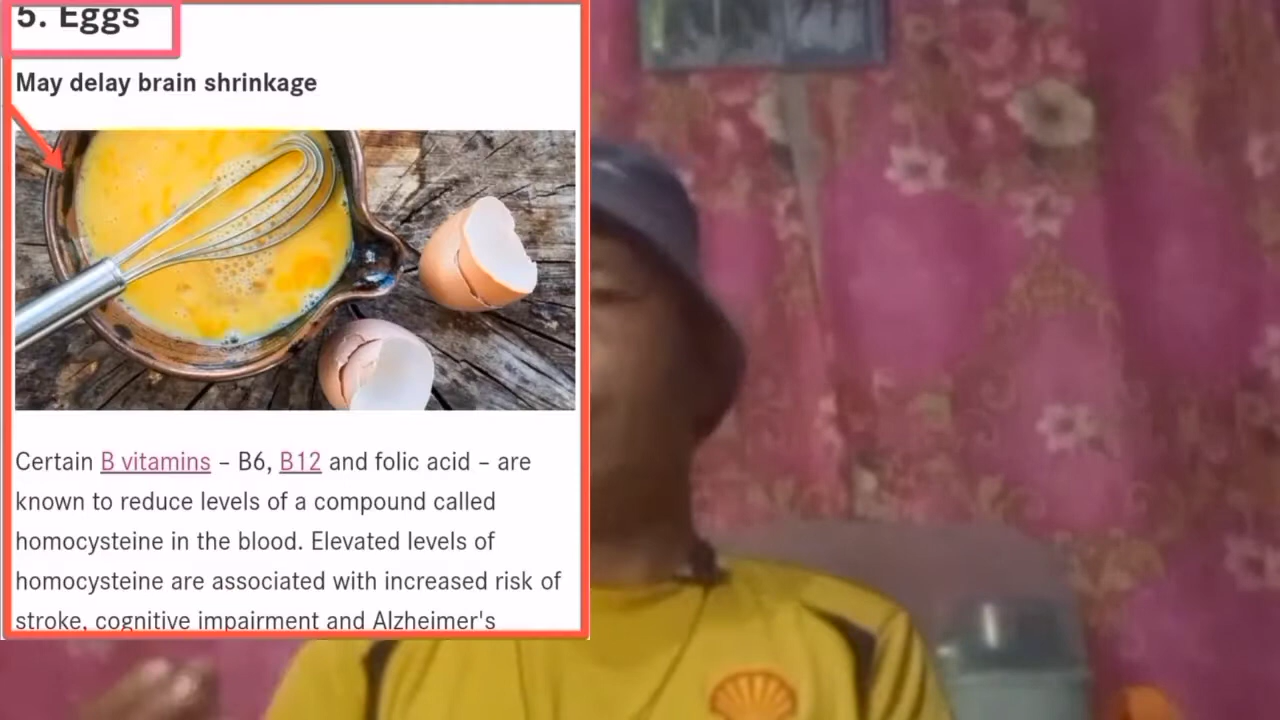 5. Eggs
May delay brain shrinkage
Certain B vitamins – B6, B12 and folic acid – are
known to reduce levels of a compound called
homocysteine in the blood. Elevated levels of
homocysteine are associated with increased risk of
stroke, cognitive impairment and Alzheimer's